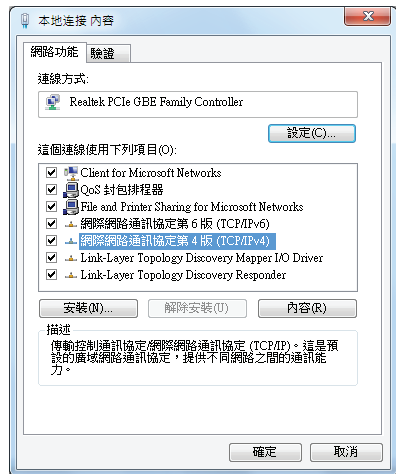 本地连接 內容
網路功能 驗證
連線方式:
Realtek PCIe GBE Family Controller
設定(C)...
這個連線使用下列項目(O):
Client for Microsoft Networks
QoS 封包排程器
File and Printer Sharing for Microsoft Networks
網際網路通訊協定第 6 版 (TCP/IPv6)
網際網路通訊協定第 4 版 (TCP/IPv4)
Link-Layer Topology Discovery Mapper I/O Driver
Link-Layer Topology Discovery Responder
安裝(N)... 解除安裝(U) 內容(R)
描述
傳輸控制通訊協定/網際網路通訊協定 (TCP/IP)。這是預
設的廣域網路通訊協定，提供不同網路之間的通訊能
力。
確定 取消